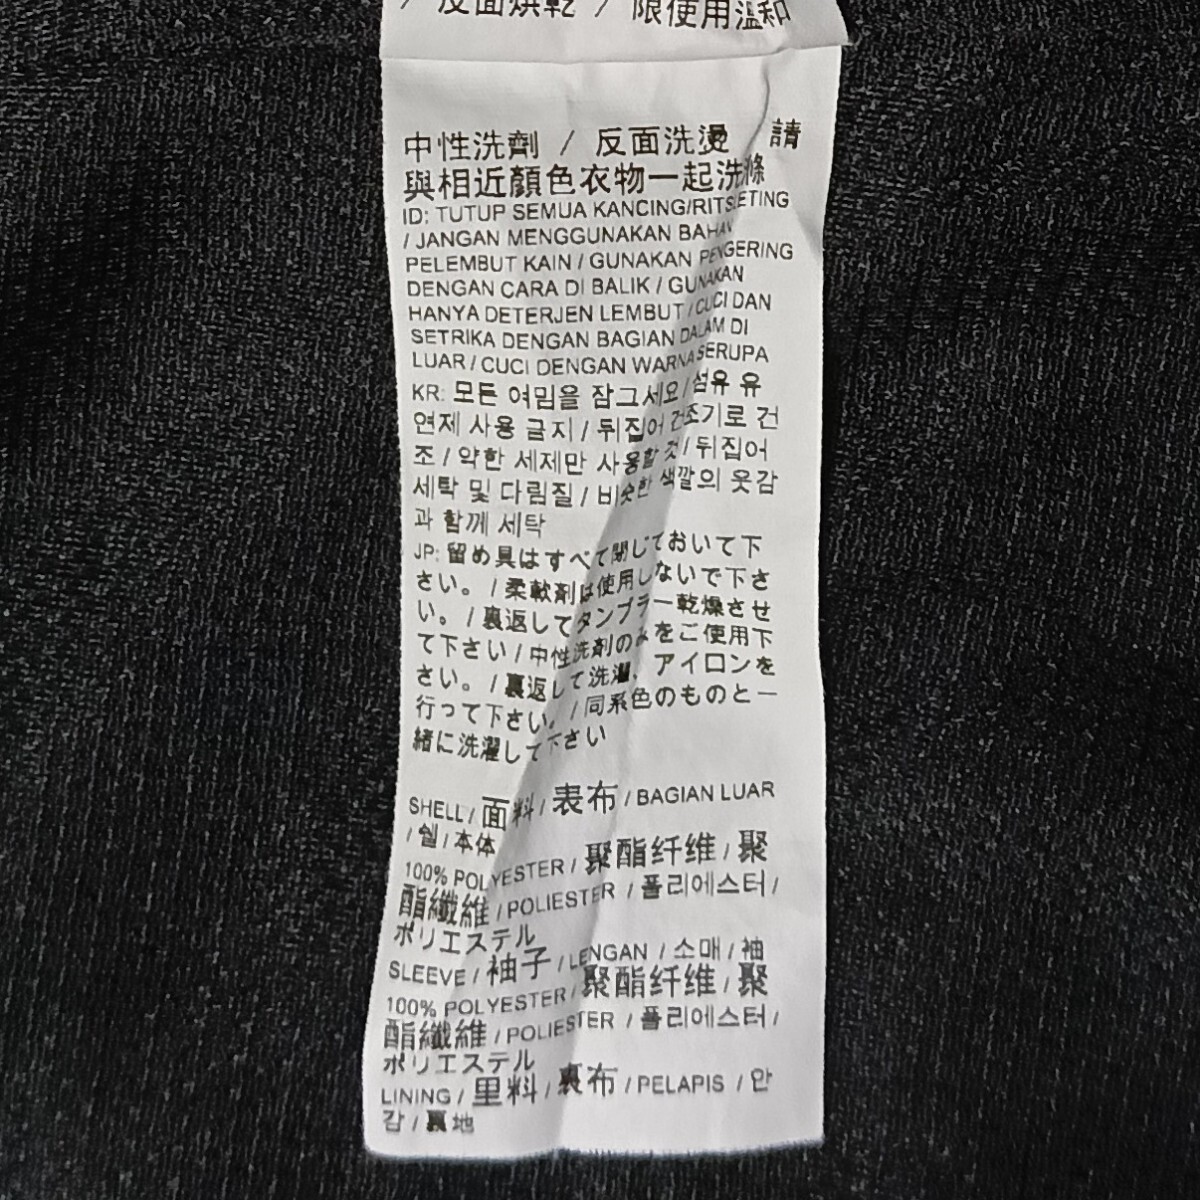 / 反面烘乾 / 限使用溫和
中性洗劑 / 反面洗燙 請
與相近顏色衣物一起洗滌
ID: TUTUP SEMUA KANCING/RITSLETING
/ JANGAN MENGGUNAKAN BAHAN
PELEMBUT KAIN / GUNAKAN PENGERING
DENGAN CARA DI BALIK / GUNAKAN
HANYA DETERJEN LEMBUT / CUCI DAN
SETRIKA DENGAN BAGIAN DALAM DI
LUAR / CUCI DENGAN WARNA SERUPA
KR: 모든 여밈을 잠그세요/섬유 유
연제 사용 금지 / 뒤집어 건조기로 건
조 / 약한 세제만 사용할 것 / 뒤집어
세탁 및 다림질 / 비슷한 색깔의 옷감
과 함께 세탁
JP: 留め具はすべて閉じておいて下
さい。 / 柔軟剤は使用しないで下さ
い。 / 裏返してタンブラー乾燥させ
て下さい / 中性洗剤のみをご使用下
さい。 / 裏返して洗濯、アイロンを
行って下さい。 / 同系色のものと一
緒に洗濯して下さい
SHELL / 面料 / 表布 / BAGIAN LUAR
/ 쉘 / 本体
100% POLYESTER / 聚酯纤维 / 聚
酯纖維 / POLIESTER / 폴리에스터 /
ポリエステル
SLEEVE / 袖子 / LENGAN / 소매 / 袖
100% POLYESTER / 聚酯纤维 / 聚
酯纖維 / POLIESTER / 폴리에스터 /
ポリエステル
LINING / 里料 / 裏布 / PELAPIS / 안
감 / 裏地